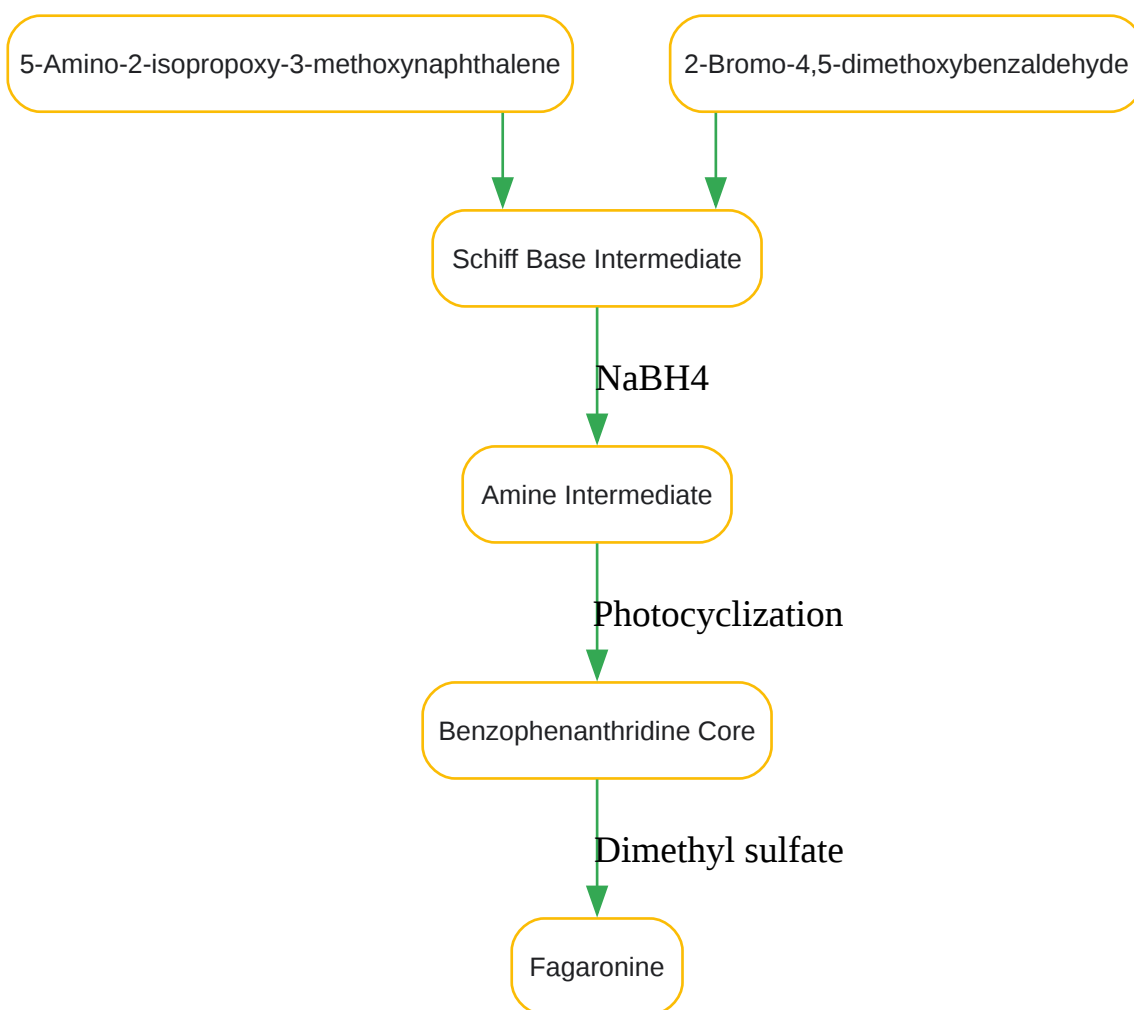 5-Amino-2-isopropoxy-3-methoxynaphthalene
2-Bromo-4,5-dimethoxybenzaldehyde
Schiff Base Intermediate
NaBH4
Amine Intermediate
Photocyclization
Benzophenanthridine Core
Dimethyl sulfate
Fagaronine